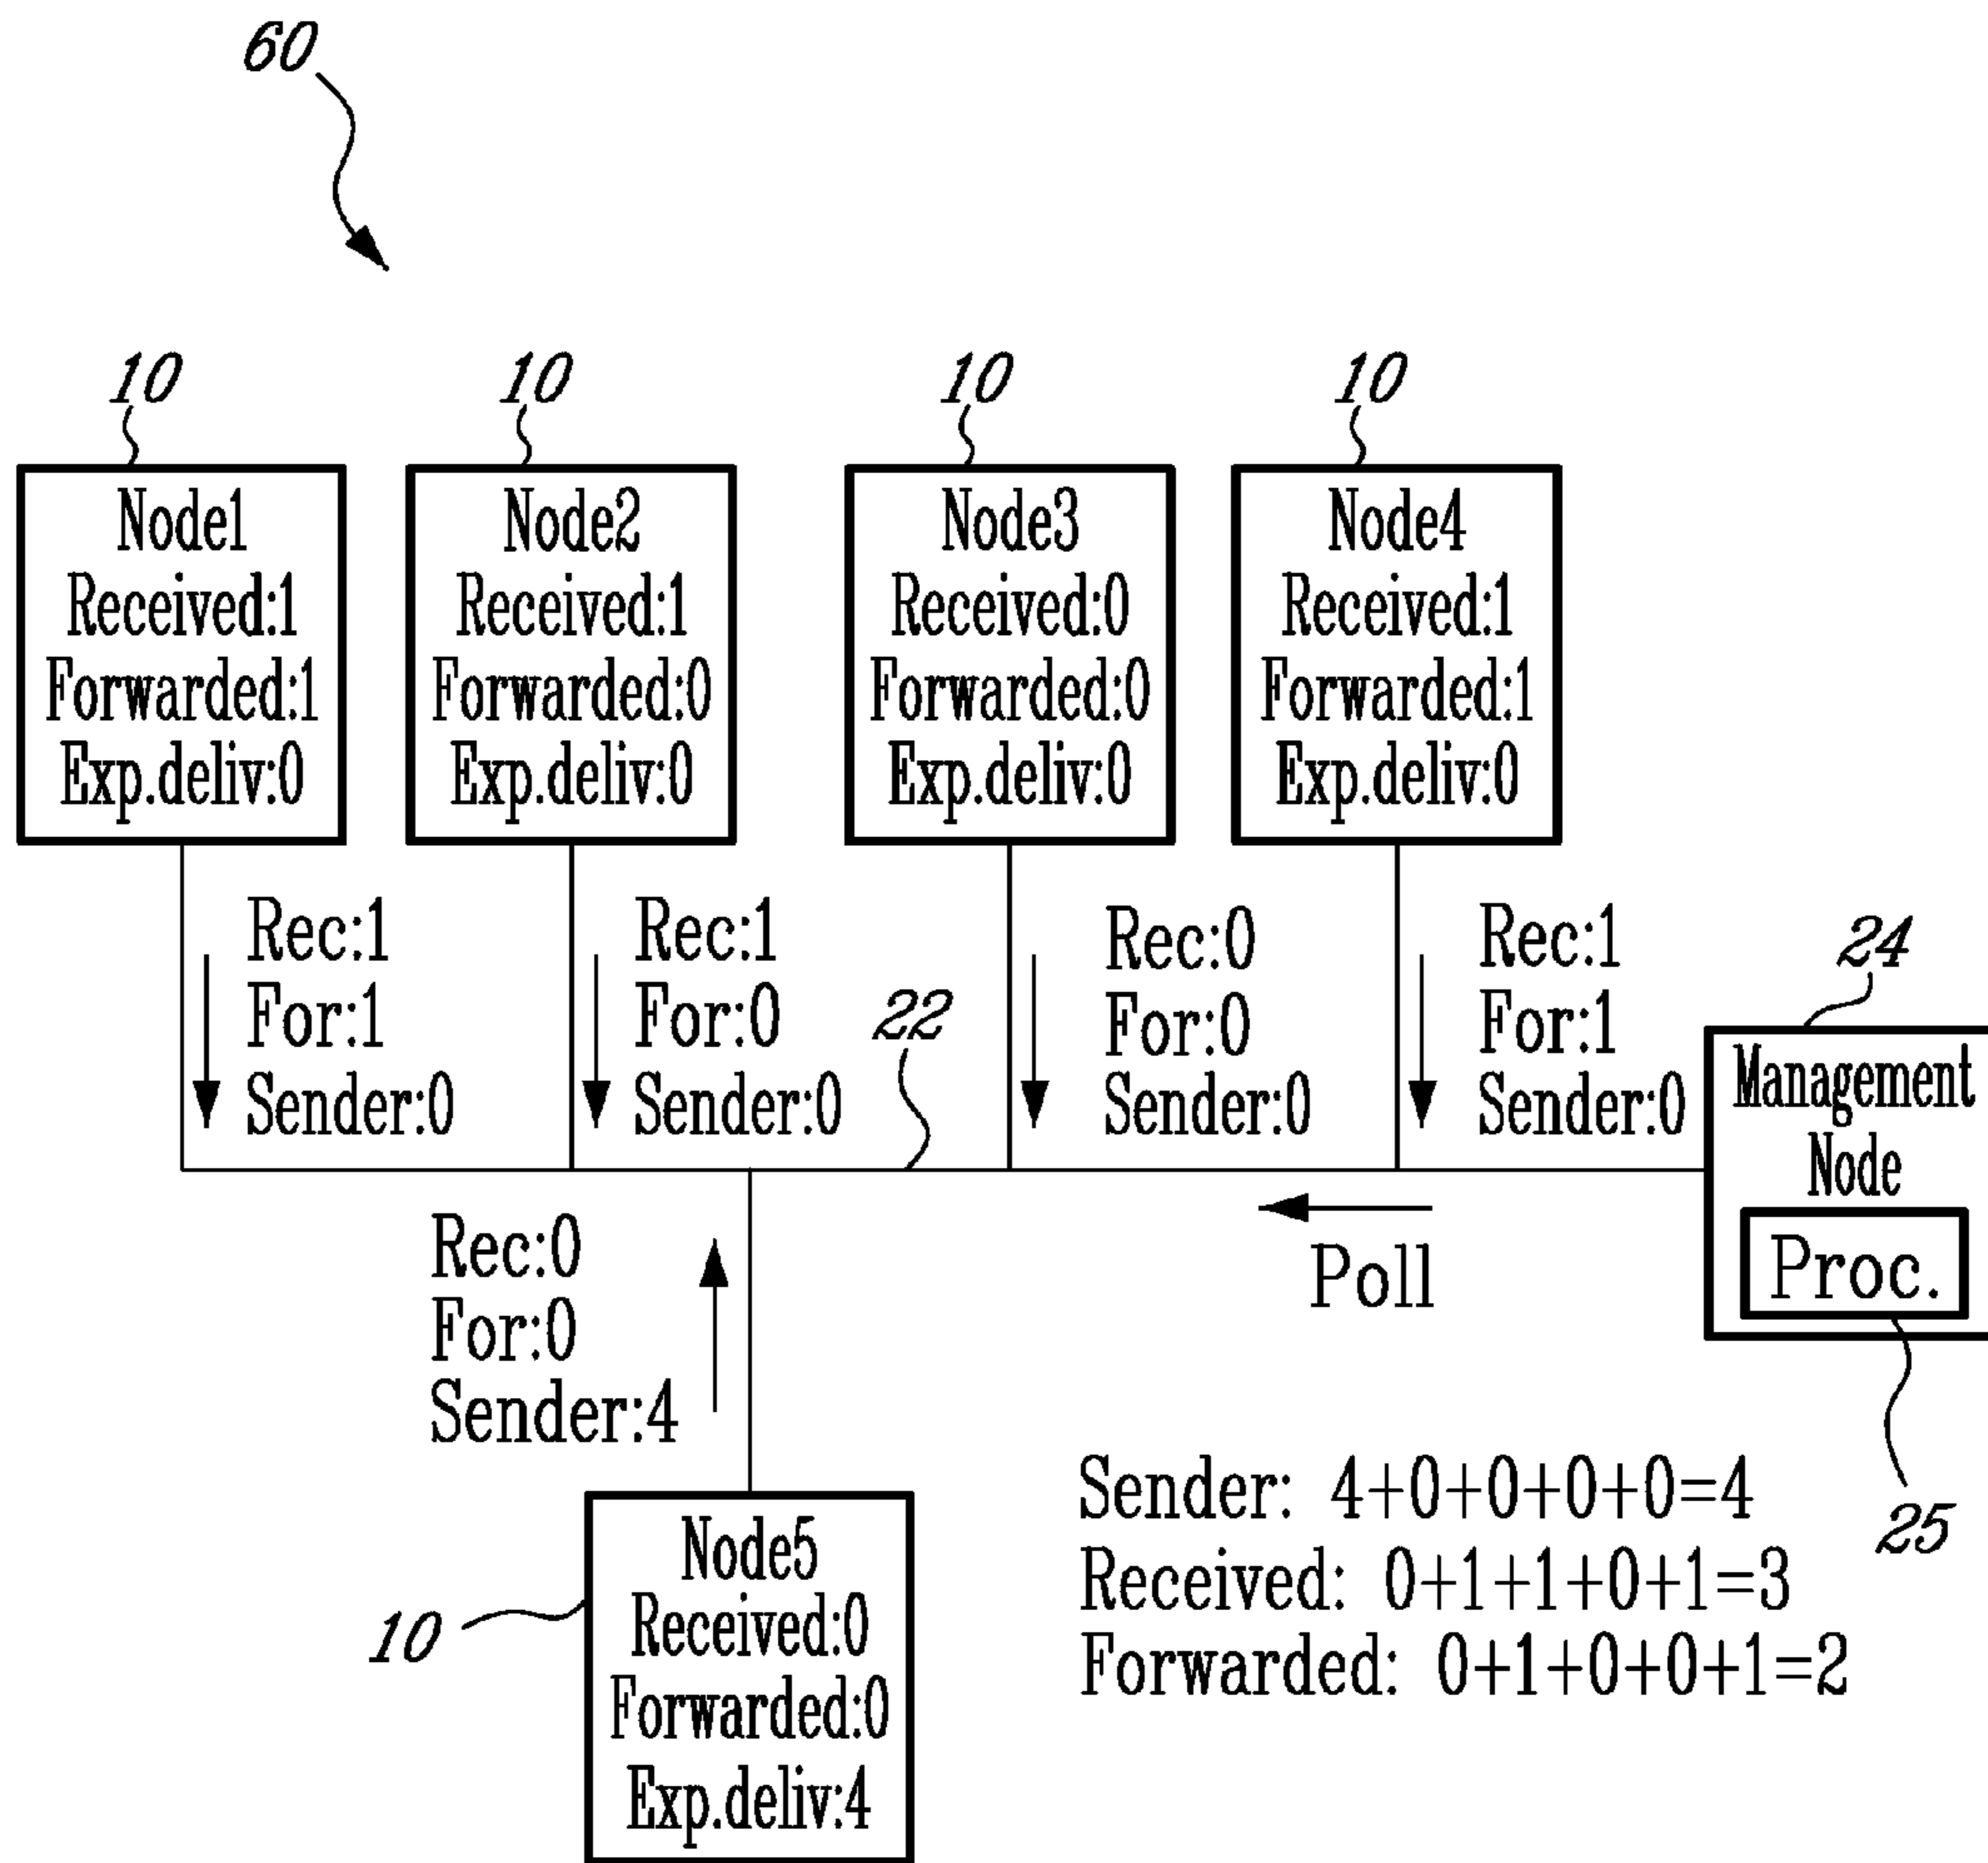 60
10
10
10
10
Node1
Received:1
Forwarded:1
Exp.deliv:0
Node2
Received:1
Forwarded:0
Exp.deliv:0
Node3
Received:0
Forwarded:0
Exp.deliv:0
Node4
Received:1
Forwarded:1
Exp.deliv:0
Rec:1
For:1
Sender:0
Rec:1
For:0
Sender:0
22
Rec:0
For:0
Sender:0
Rec:1
For:1
Sender:0
24
Management
Node
Proc.
25
Poll
Rec:0
For:0
Sender:4
10
Node5
Received:0
Forwarded:0
Exp.deliv:4
Sender: 4+0+0+0+0=4
Received: 0+1+1+0+1=3
Forwarded: 0+1+0+0+1=2